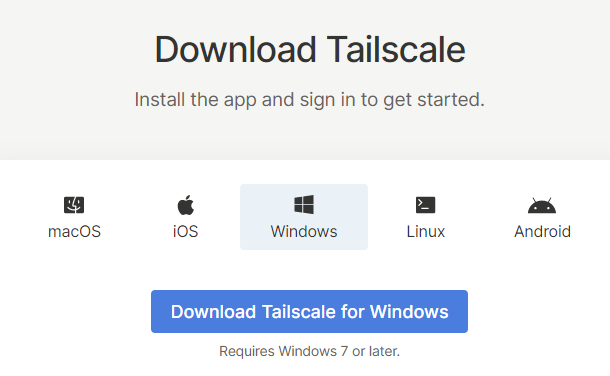 Download Tailscale
Install the app and sign in to get started.
macOS iOS Windows Linux Android
Download Tailscale for Windows
Requires Windows 7 or later.